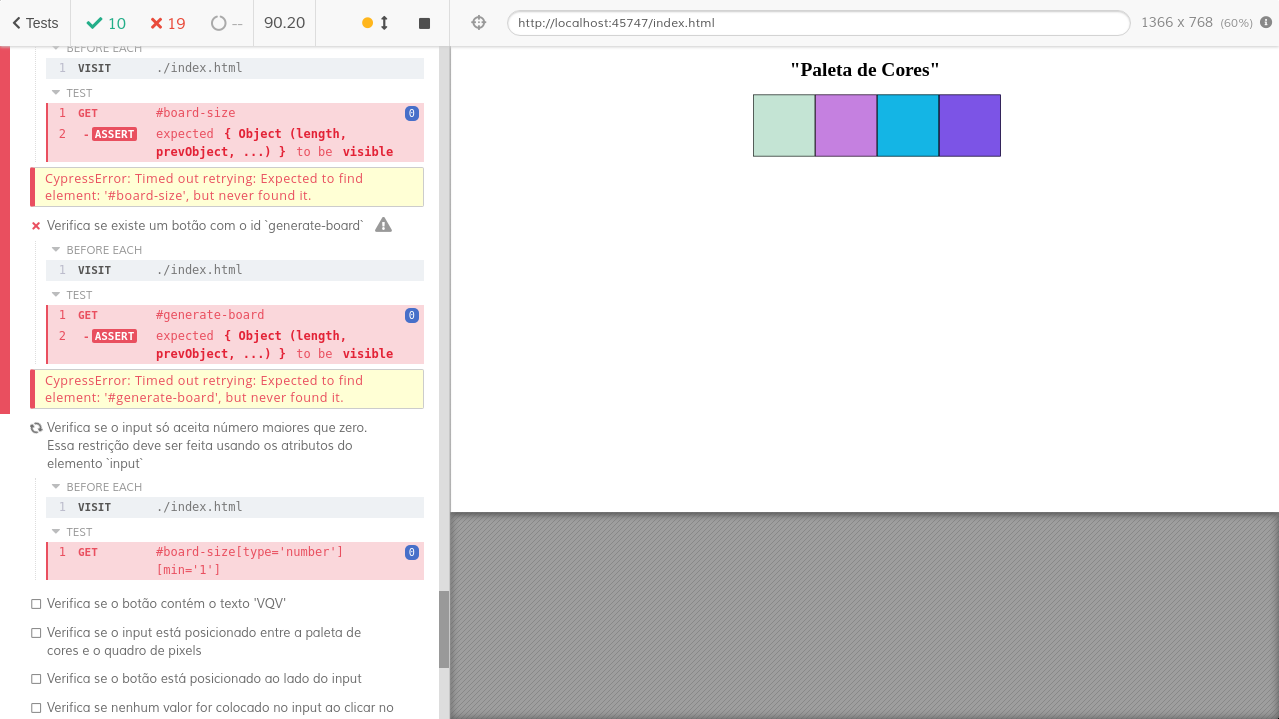 Tests
10
19
--
90.20
http://localhost:45747/index.html
1366 x 768 (60%)
BEFORE EACH
1 VISIT ./index.html
TEST
1 GET #board-size 0
2 - ASSERT expected { Object (length,
prevObject, ...) } to be visible
CypressError: Timed out retrying: Expected to find
element: '#board-size', but never found it.
Verifica se existe um botão com o id `generate-board`
BEFORE EACH
1 VISIT ./index.html
TEST
1 GET #generate-board 0
2 - ASSERT expected { Object (length,
prevObject, ...) } to be visible
CypressError: Timed out retrying: Expected to find
element: '#generate-board', but never found it.
Verifica se o input só aceita número maiores que zero.
Essa restrição deve ser feita usando os atributos do
elemento `input`
BEFORE EACH
1 VISIT ./index.html
TEST
1 GET #board-size[type='number'] 0
[min='1']
Verifica se o botão contém o texto 'VQV'
Verifica se o input está posicionado entre a paleta de
cores e o quadro de pixels
Verifica se o botão está posicionado ao lado do input
Verifica se nenhum valor for colocado no input ao clicar no
"Paleta de Cores"